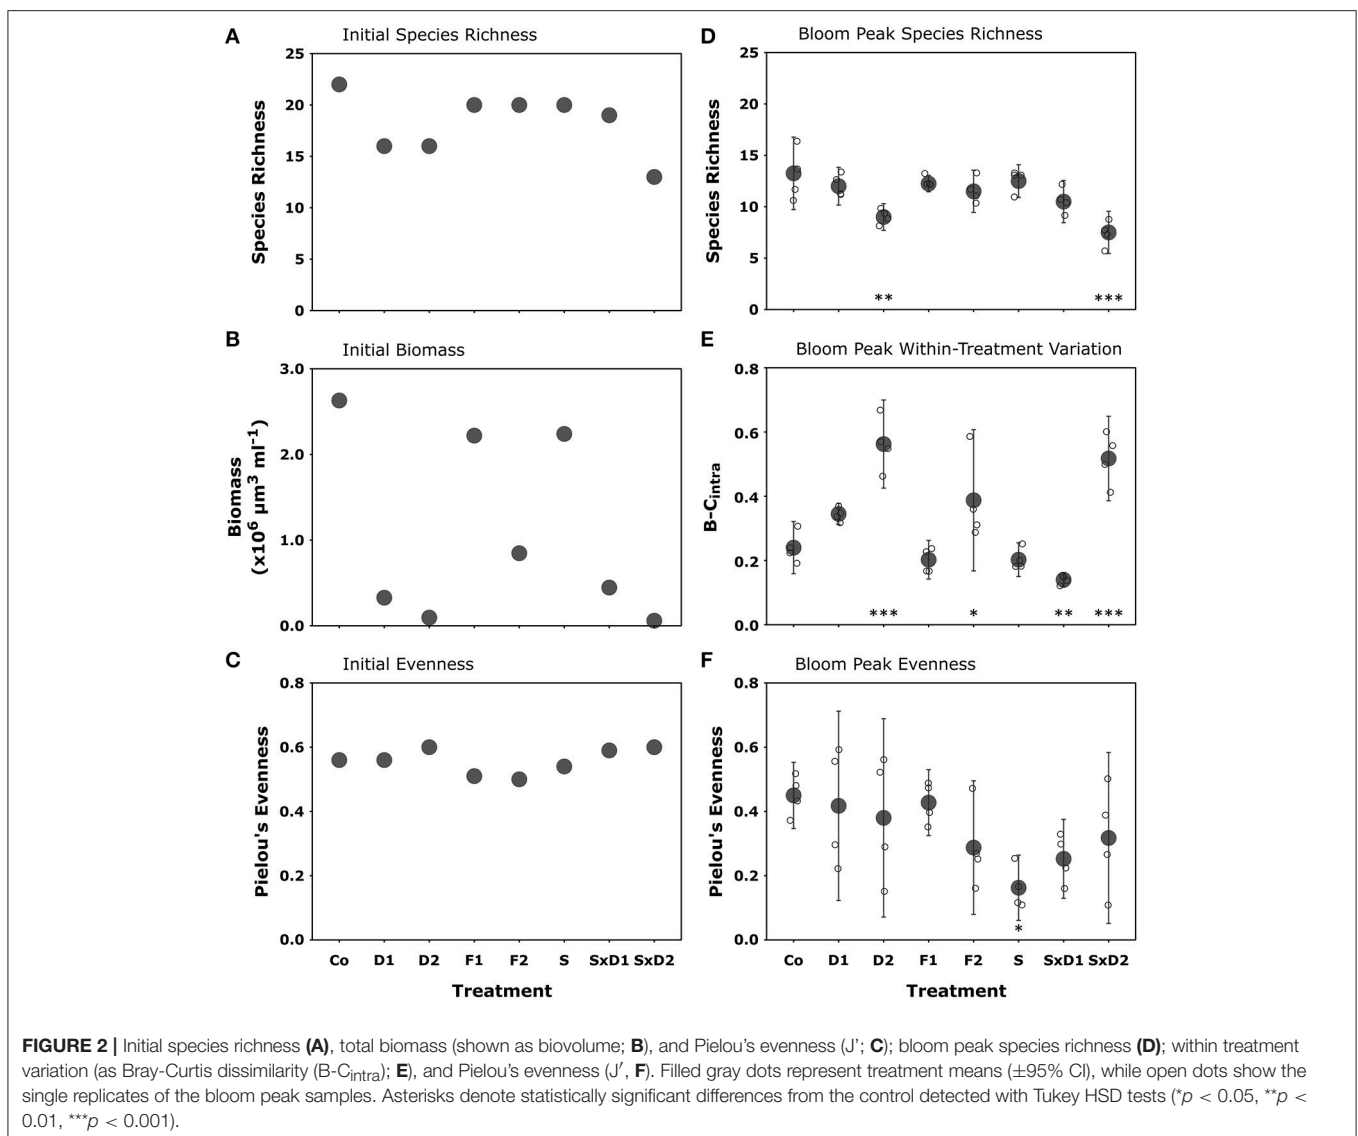 A Initial Species Richness
25
20
15
10
5
0
Species Richness
B Initial Biomass
3.0
2.0
1.0
0.0
Biomass
(x10⁶ µm³ ml⁻¹)
C Initial Evenness
0.8
0.6
0.4
0.2
0.0
Pielou's Evenness
Co D1 D2 F1 F2 S SxD1 SxD2
Treatment
D Bloom Peak Species Richness
25
20
15
10
5
0
Species Richness
** ***
E Bloom Peak Within-Treatment Variation
0.8
0.6
0.4
0.2
0.0
B-Cintra
*** * ** ***
F Bloom Peak Evenness
0.8
0.6
0.4
0.2
0.0
Pielou's Evenness
*
Co D1 D2 F1 F2 S SxD1 SxD2
Treatment
FIGURE 2 | Initial species richness (A), total biomass (shown as biovolume; B), and Pielou's evenness (J'; C); bloom peak species richness (D); within treatment
variation (as Bray-Curtis dissimilarity (B-Cintra); E), and Pielou's evenness (J′, F). Filled gray dots represent treatment means (±95% CI), while open dots show the
single replicates of the bloom peak samples. Asterisks denote statistically significant differences from the control detected with Tukey HSD tests (*p < 0.05, **p <
0.01, ***p < 0.001).